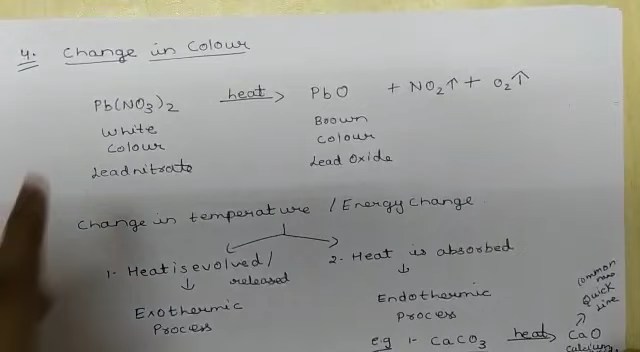 4. Change in Colour
Pb(NO3)2 heat> PbO + NO2↑ + O2↑
White Brown
Colour Colour
Leadnitrate Lead Oxide
Change in temperature / Energy Change
1. Heat is evolved / 2. Heat is absorbed
released
Exothermic Endothermic
Process Process
e.g 1- CaCO3 heat> CaO
calcium
common
name
Quick
line